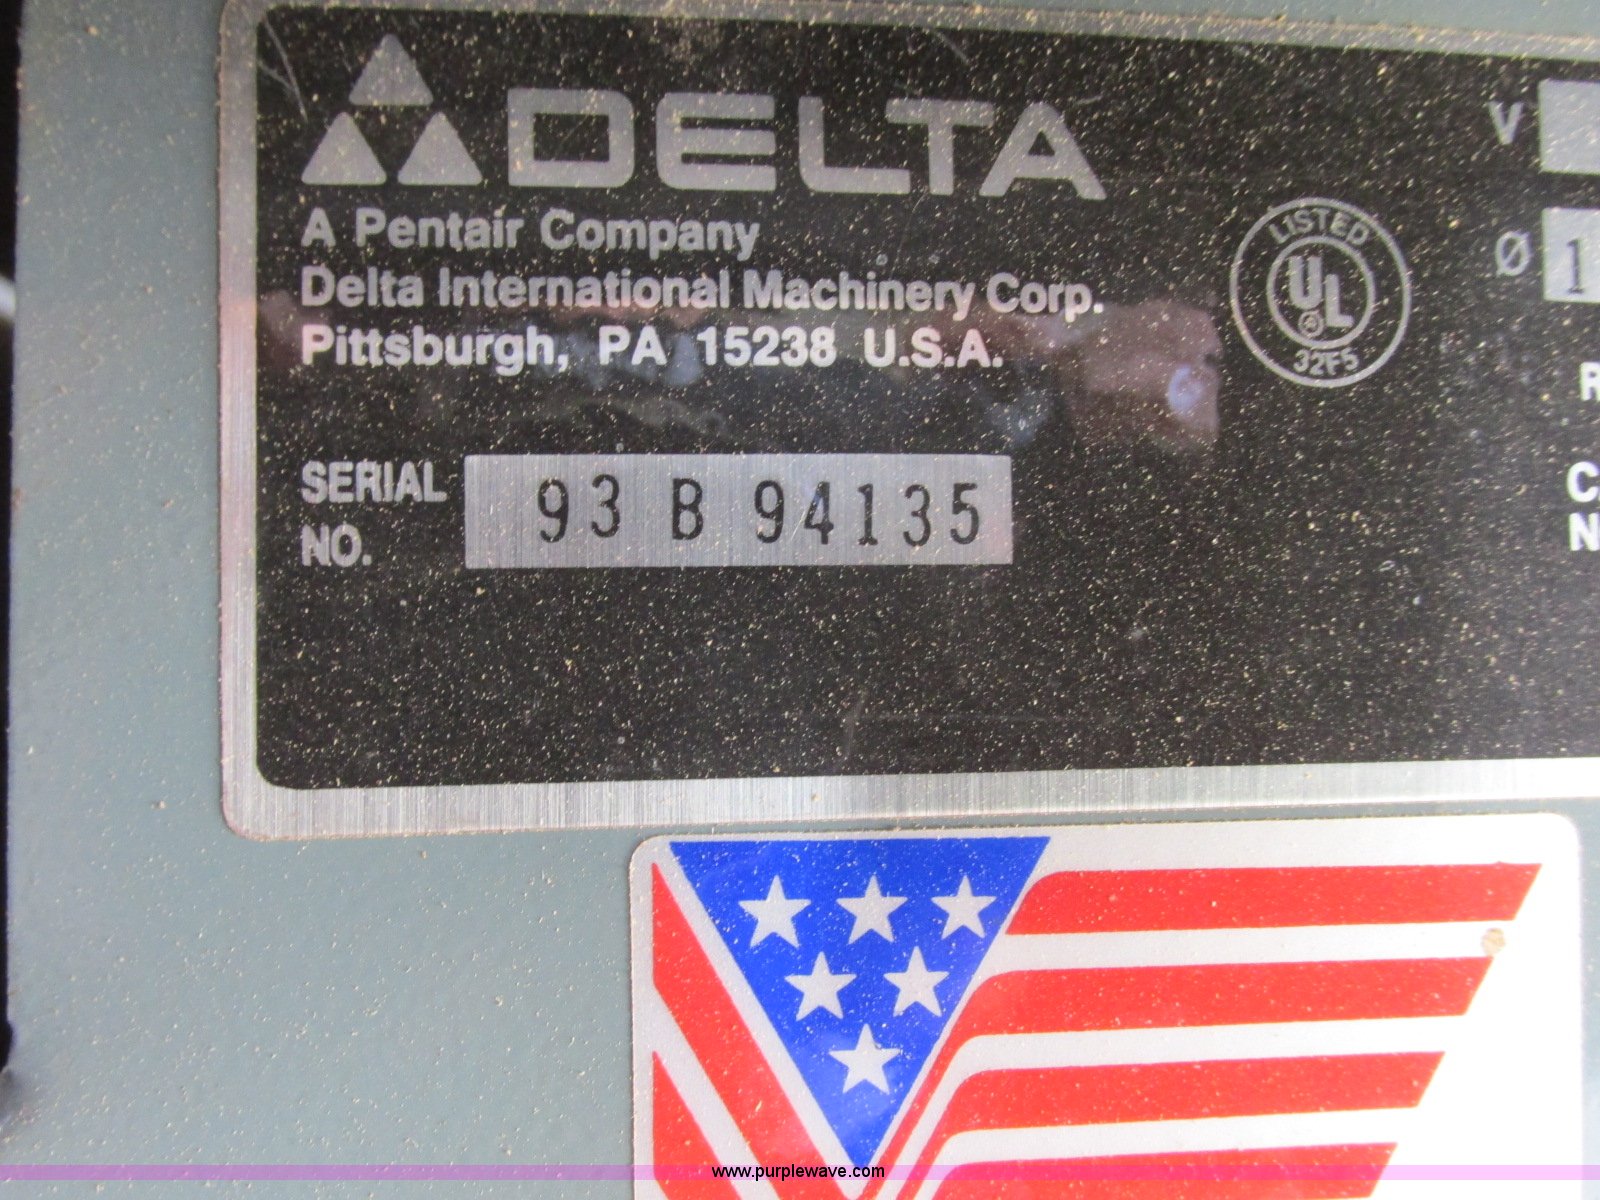 DELTA
A Pentair Company
Delta International Machinery Corp.
Pittsburgh, PA 15238 U.S.A.
SERIAL NO. 93 B 94135
LISTED
UL
32F5
V
Ø 1
www.purplewave.com